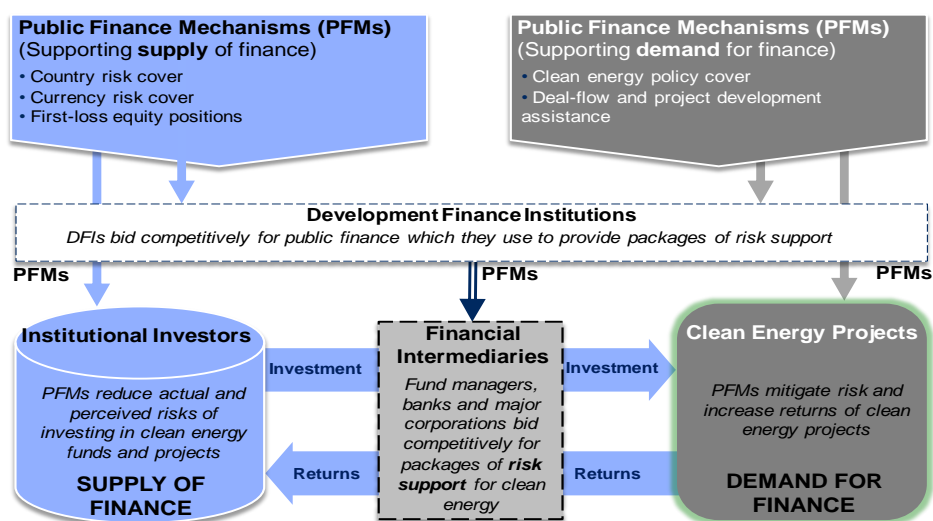 Public Finance Mechanisms (PFMs)
(Supporting supply of finance)
• Country risk cover
• Currency risk cover
• First-loss equity positions
Public Finance Mechanisms (PFMs)
(Supporting demand for finance)
• Clean energy policy cover
• Deal-flow and project development
assistance
Development Finance Institutions
DFIs bid competitively for public finance which they use to provide packages of risk support
PFMs
PFMs
PFMs
Institutional Investors
PFMs reduce actual and
perceived risks of
investing in clean energy
funds and projects
SUPPLY OF
FINANCE
Investment
Returns
Financial
Intermediaries
Fund managers,
banks and major
corporations bid
competitively for
packages of risk
support for clean
energy
Investment
Returns
Clean Energy Projects
PFMs mitigate risk and
increase returns of clean
energy projects
DEMAND FOR
FINANCE